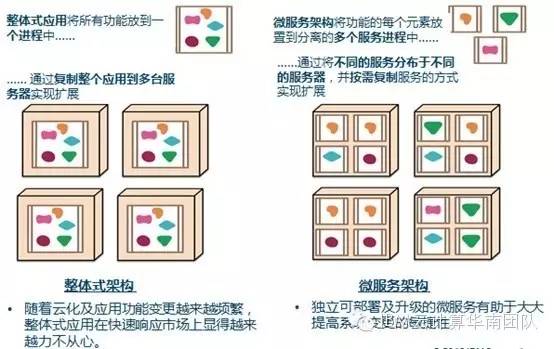 整体式应用将所有功能放到一
个进程中......
...... 通过复制整个应用到多台服
务器实现扩展
整体式架构
• 随着云化及应用功能变更越来越频繁，
整体式应用在快速响应市场上显得越来
越力不从心。
微服务架构将功能的每个元素放
置到分离的多个服务进程中......
......通过将不同的服务分布于不同
的服务器，并按需复制服务的方式
实现扩展
微服务架构
• 独立可部署及升级的微服务有助于大大
提高系
算华南团队